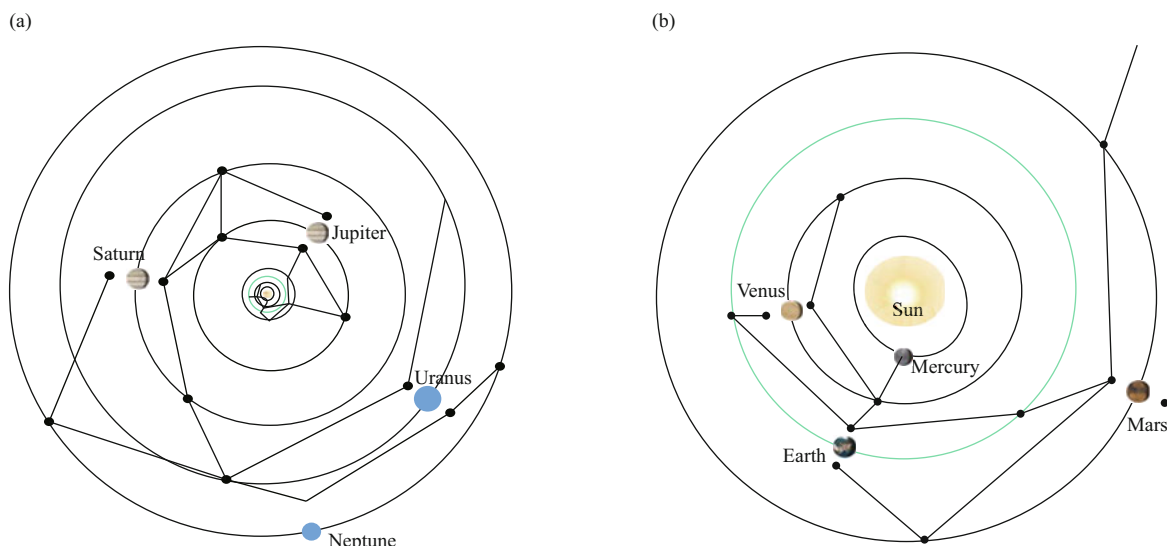 (a)
Jupiter
Saturn
Uranus
Neptune
(b)
Venus
Sun
Mercury
Mars
Earth